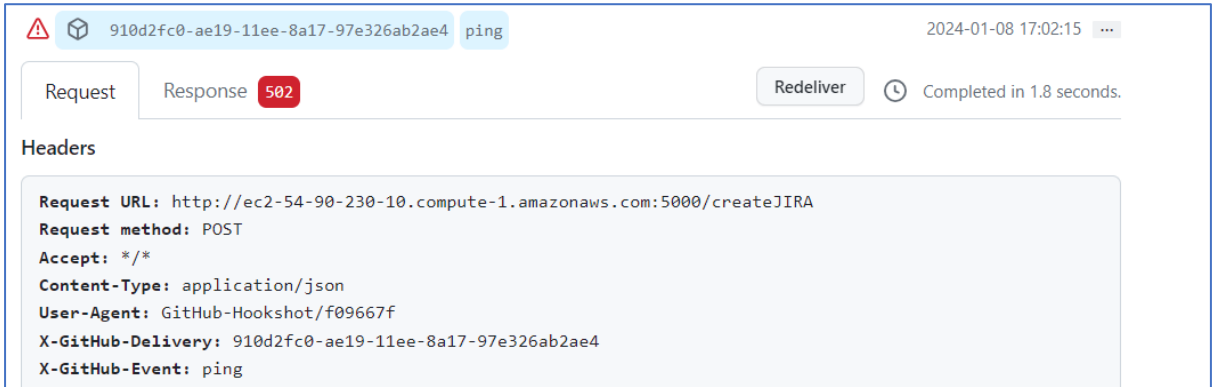 910d2fc0-ae19-11ee-8a17-97e326ab2ae4 ping 2024-01-08 17:02:15 ...
Request Response 502 Redeliver Completed in 1.8 seconds.
Headers
Request URL: http://ec2-54-90-230-10.compute-1.amazonaws.com:5000/createJIRA
Request method: POST
Accept: */*
Content-Type: application/json
User-Agent: GitHub-Hookshot/f09667f
X-GitHub-Delivery: 910d2fc0-ae19-11ee-8a17-97e326ab2ae4
X-GitHub-Event: ping